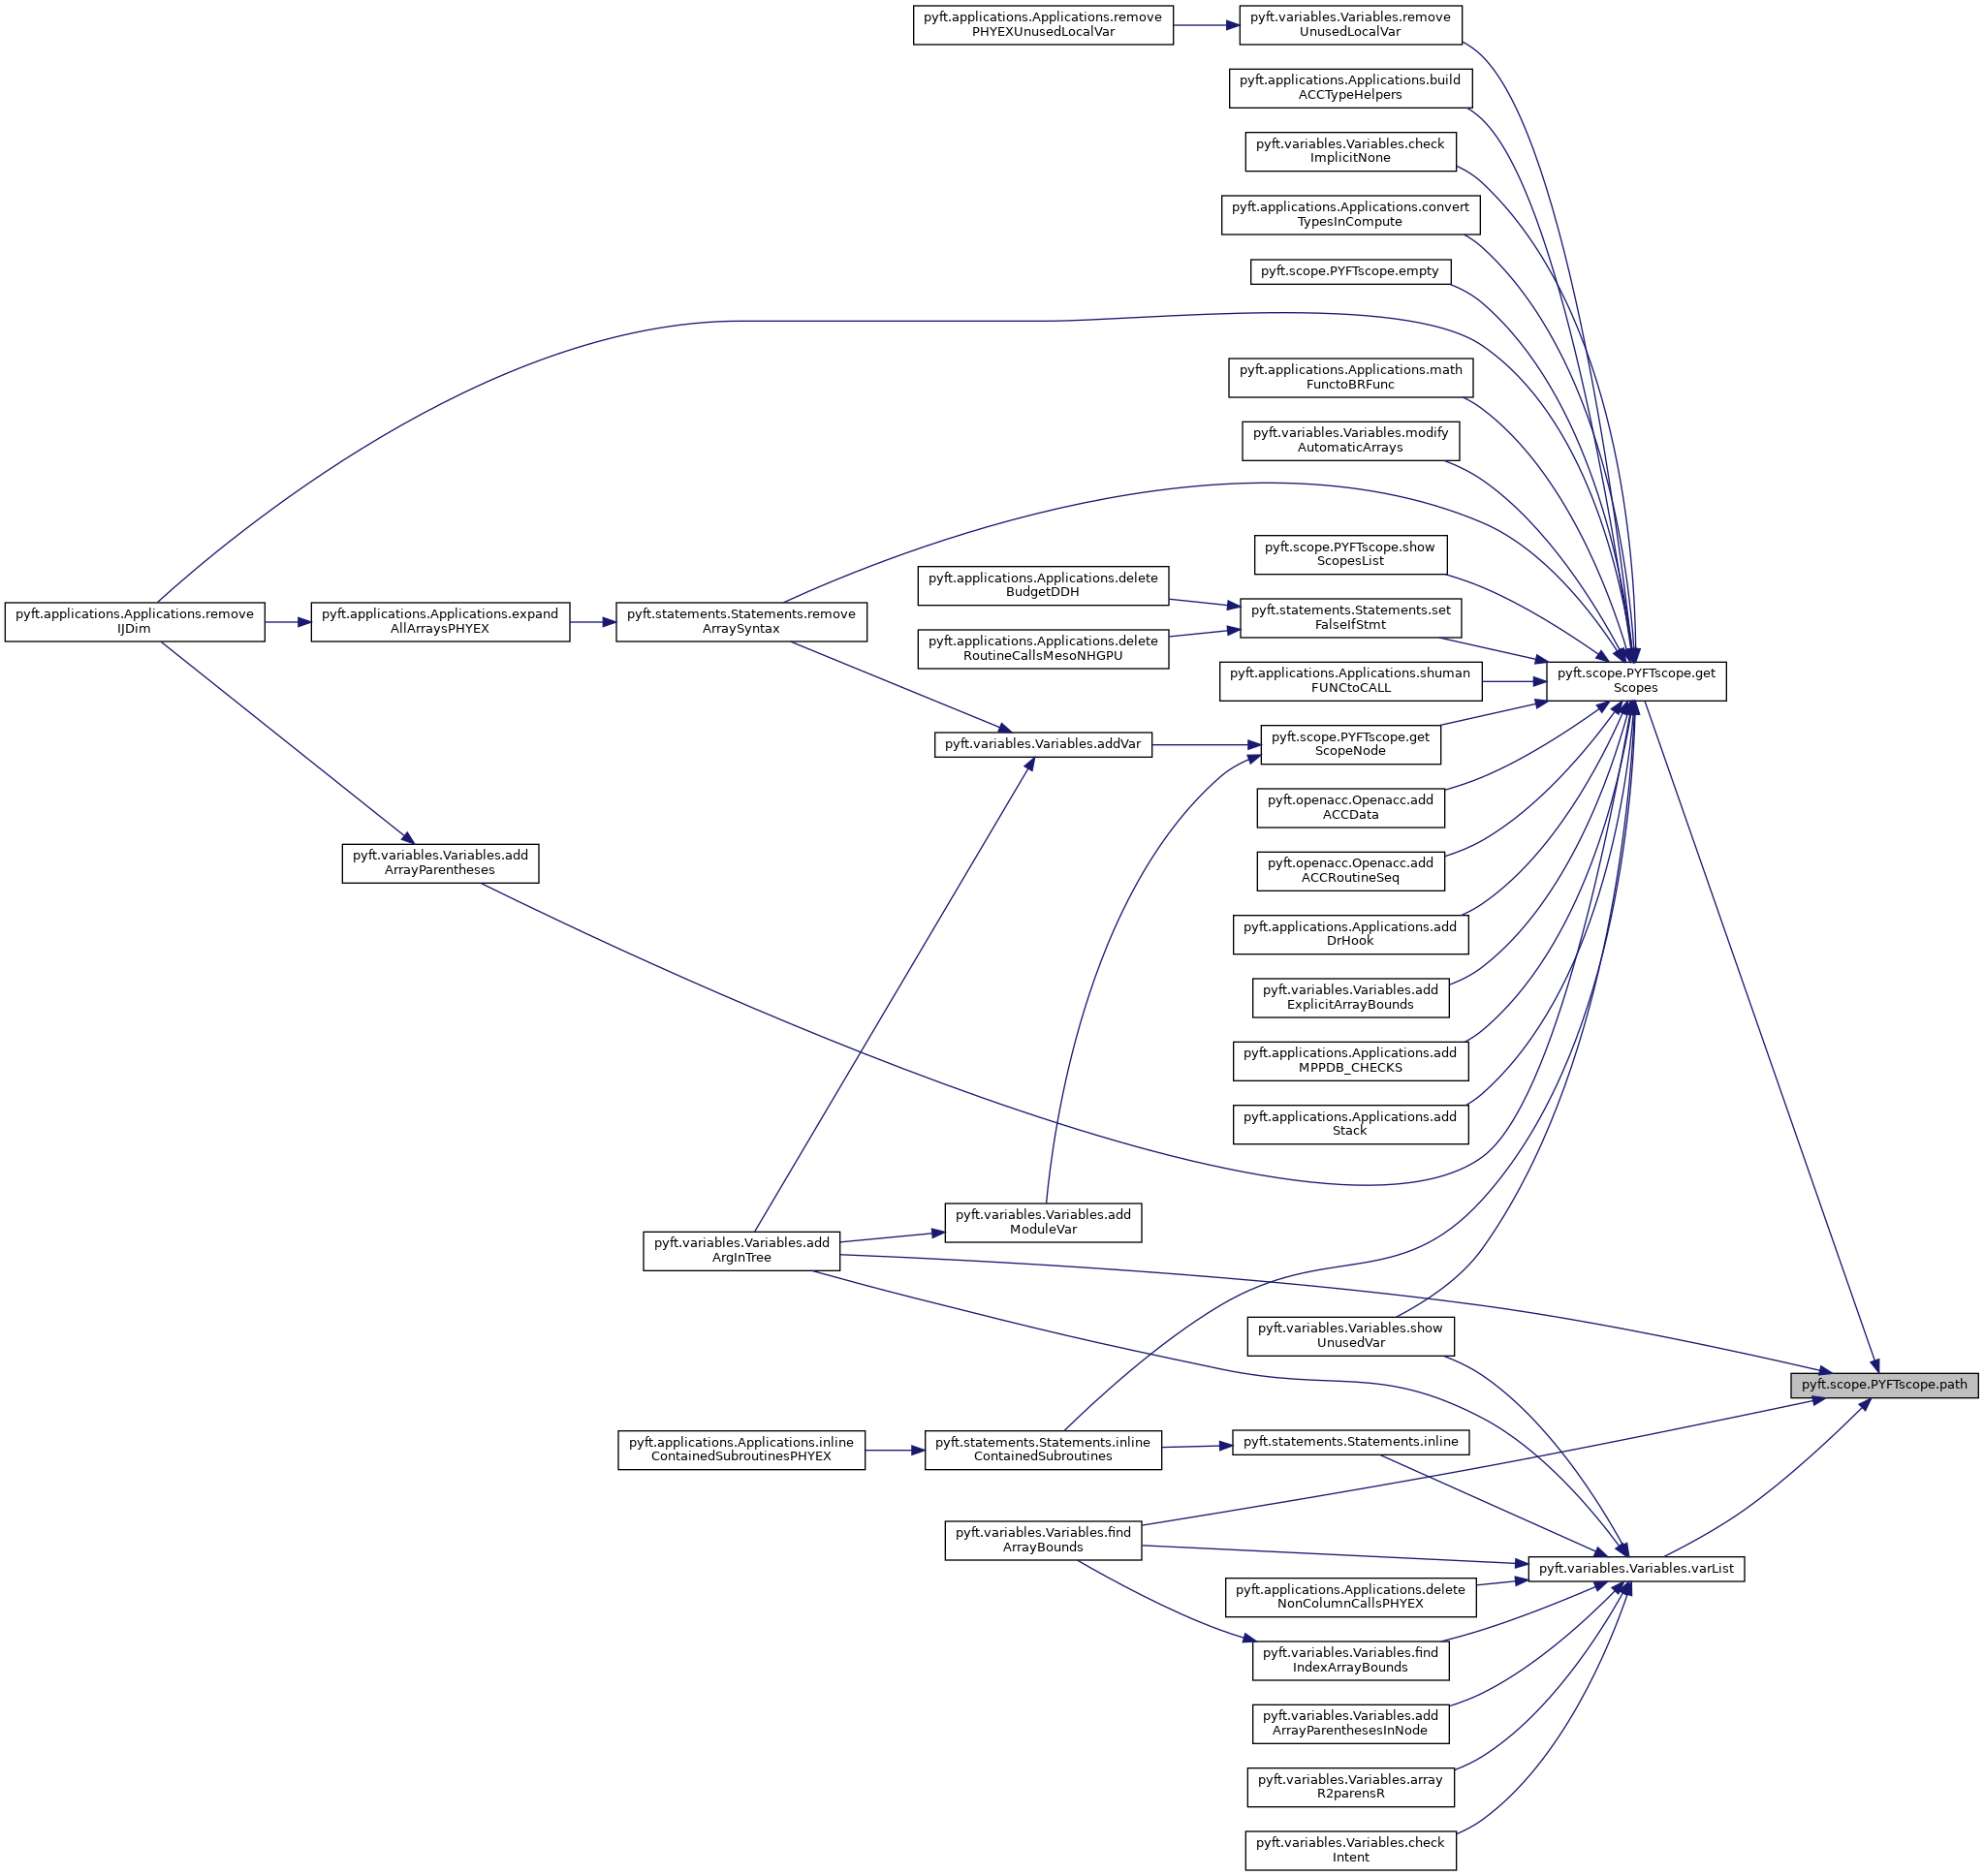 pyft.applications.Applications.remove
PHYEXUnusedLocalVar
pyft.variables.Variables.remove
UnusedLocalVar
pyft.applications.Applications.build
ACCTypeHelpers
pyft.variables.Variables.check
ImplicitNone
pyft.applications.Applications.convert
TypesInCompute
pyft.scope.PYFTscope.empty
pyft.applications.Applications.math
FunctoBRFunc
pyft.variables.Variables.modify
AutomaticArrays
pyft.scope.PYFTscope.show
ScopesList
pyft.applications.Applications.delete
BudgetDDH
pyft.statements.Statements.set
FalseIfStmt
pyft.applications.Applications.remove
IJDim
pyft.applications.Applications.expand
AllArraysPHYEX
pyft.statements.Statements.remove
ArraySyntax
pyft.applications.Applications.delete
RoutineCallsMesoNHGPU
pyft.applications.Applications.shuman
FUNCtoCALL
pyft.scope.PYFTscope.get
Scopes
pyft.variables.Variables.addVar
pyft.scope.PYFTscope.get
ScopeNode
pyft.openacc.Openacc.add
ACCData
pyft.variables.Variables.add
ArrayParentheses
pyft.openacc.Openacc.add
ACCRoutineSeq
pyft.applications.Applications.add
DrHook
pyft.variables.Variables.add
ExplicitArrayBounds
pyft.applications.Applications.add
MPPDB_CHECKS
pyft.applications.Applications.add
Stack
pyft.variables.Variables.add
ModuleVar
pyft.variables.Variables.add
ArgInTree
pyft.variables.Variables.show
UnusedVar
pyft.scope.PYFTscope.path
pyft.applications.Applications.inline
ContainedSubroutinesPHYEX
pyft.statements.Statements.inline
ContainedSubroutines
pyft.statements.Statements.inline
pyft.variables.Variables.find
ArrayBounds
pyft.variables.Variables.varList
pyft.applications.Applications.delete
NonColumnCallsPHYEX
pyft.variables.Variables.find
IndexArrayBounds
pyft.variables.Variables.add
ArrayParenthesesInNode
pyft.variables.Variables.array
R2parensR
pyft.variables.Variables.check
Intent